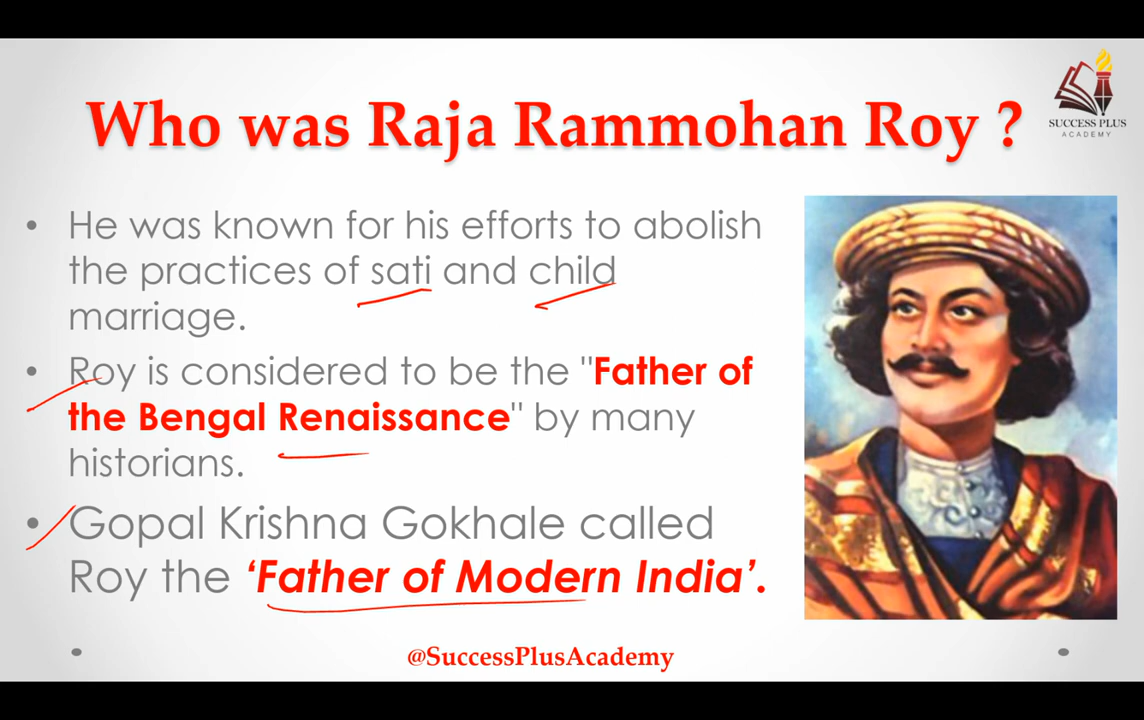 Who was Raja Rammohan Roy ?
SUCCESS PLUS
ACADEMY
• He was known for his efforts to abolish
the practices of sati and child
marriage.
• Roy is considered to be the "Father of
the Bengal Renaissance" by many
historians.
• Gopal Krishna Gokhale called
Roy the ‘Father of Modern India’.
@SuccessPlusAcademy